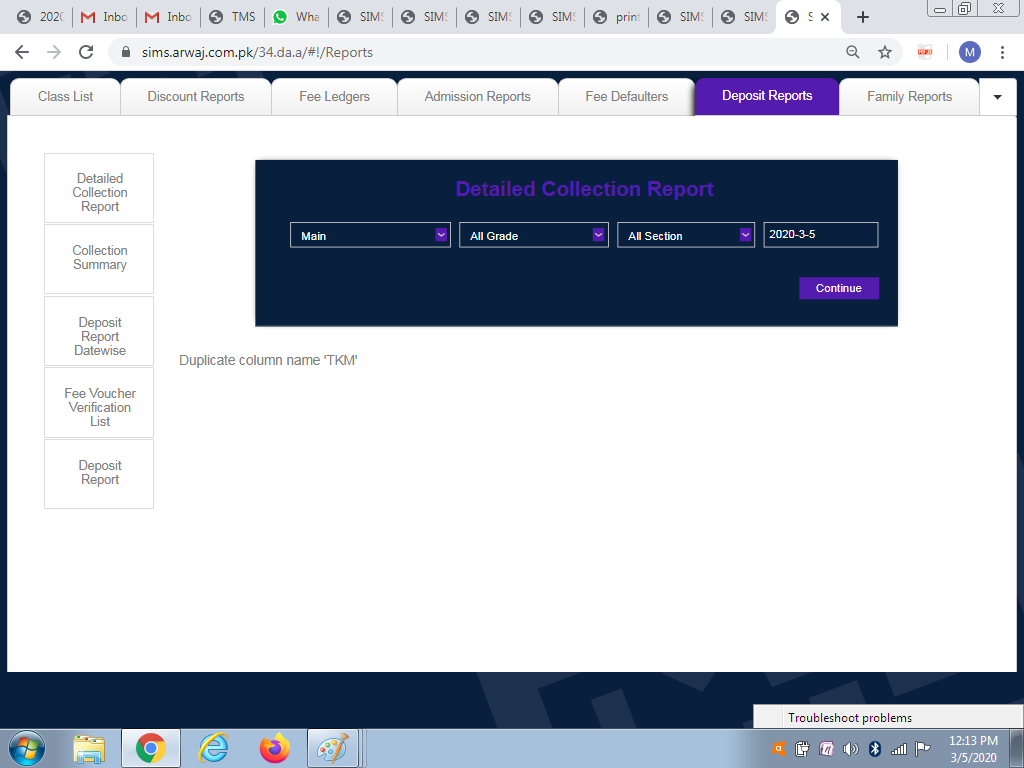 2020
Inbo
Inbo
TMS
Wha
SIMS
SIMS
SIMS
SIMS
print
SIMS
SIMS
S
sims.arwaj.com.pk/34.da.a/#!/Reports
M
Class List
Discount Reports
Fee Ledgers
Admission Reports
Fee Defaulters
Deposit Reports
Family Reports
Detailed
Collection
Report
Collection
Summary
Deposit
Report
Datewise
Fee Voucher
Verification
List
Deposit
Report
Detailed Collection Report
Main
All Grade
All Section
2020-3-5
Continue
Duplicate column name 'TKM'
Troubleshoot problems
12:13 PM
3/5/2020